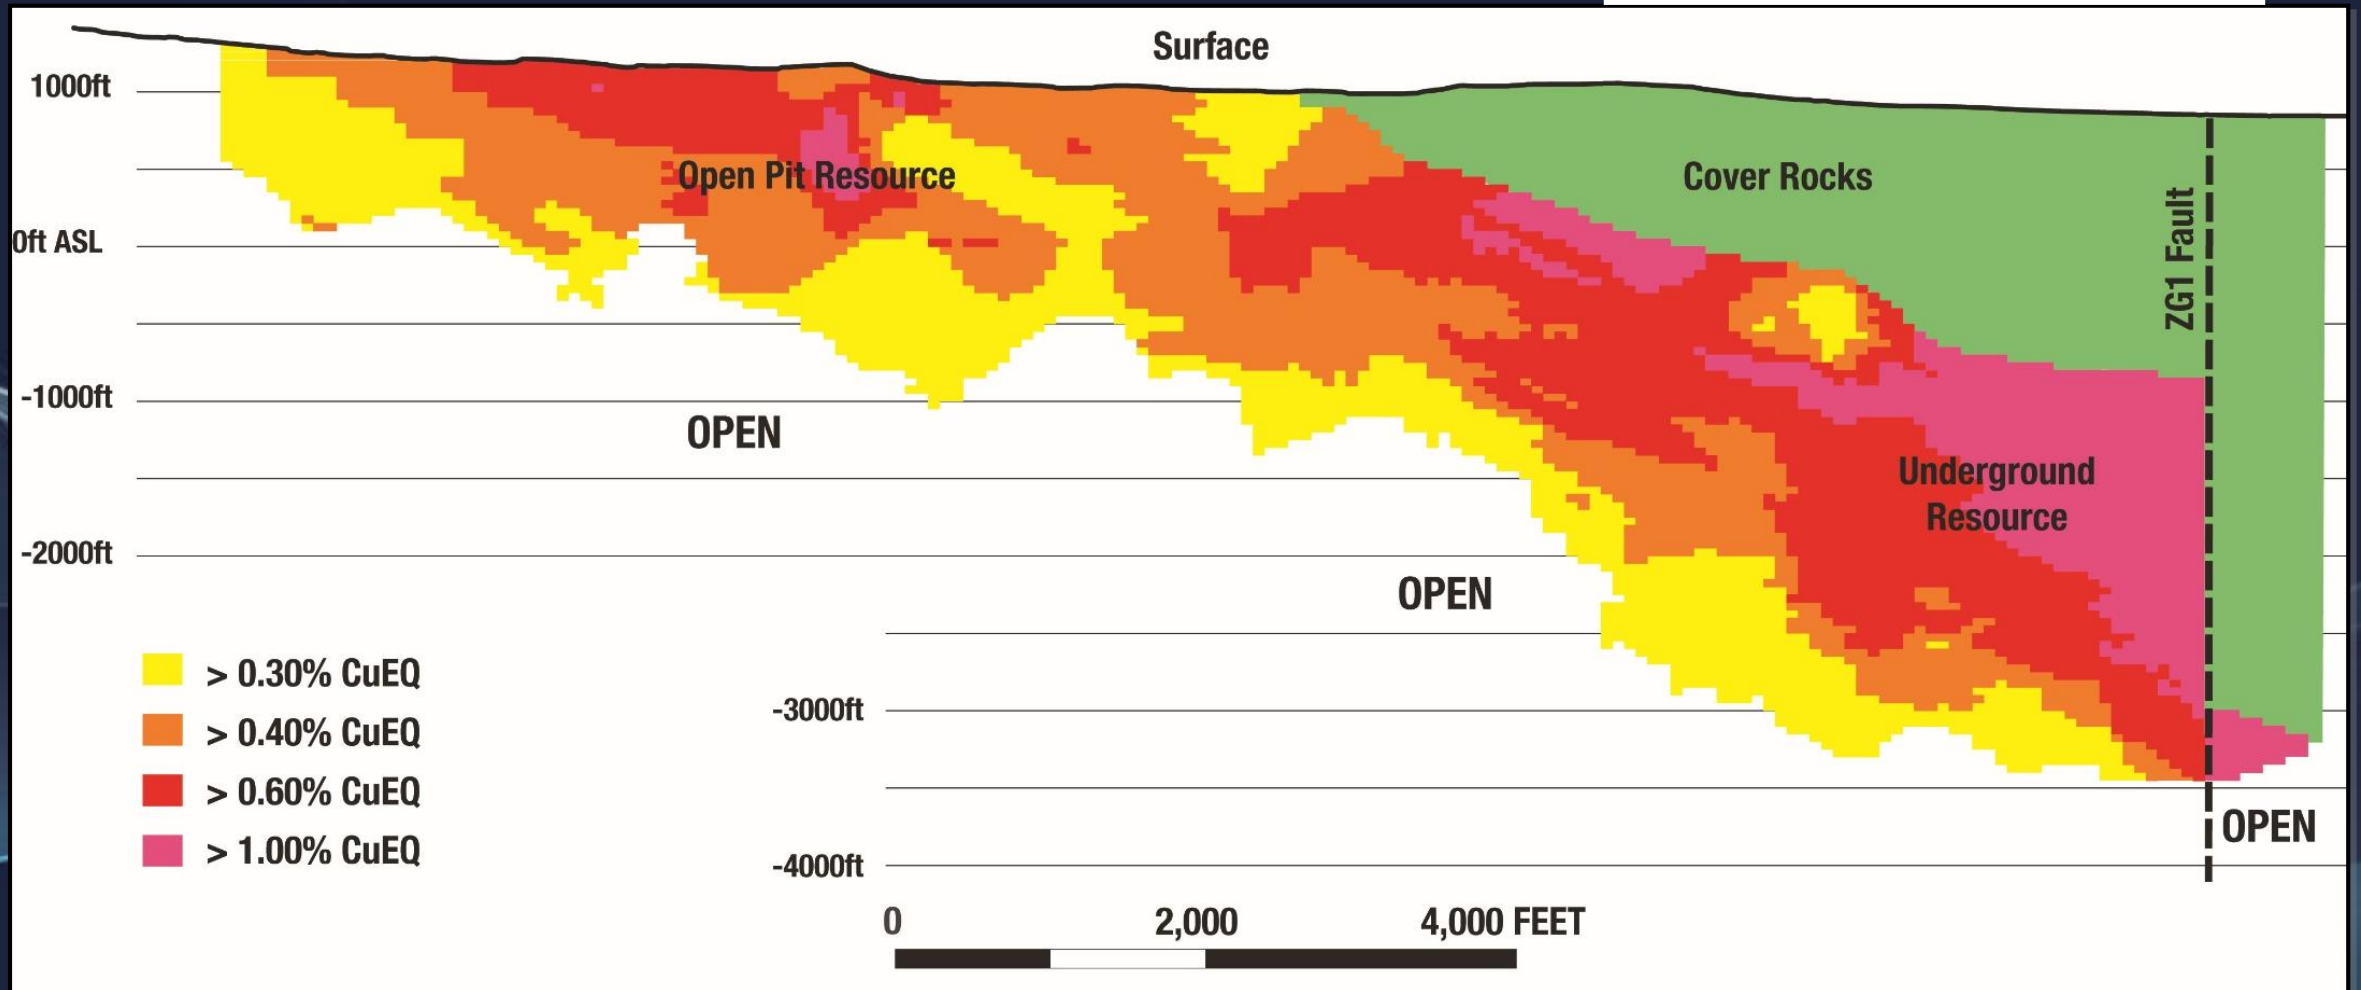 Surface
1000ft
Open Pit Resource
Cover Rocks
ZG1 Fault
0ft ASL
-1000ft
OPEN
Underground
Resource
-2000ft
OPEN
> 0.30% CuEQ
> 0.40% CuEQ
> 0.60% CuEQ
> 1.00% CuEQ
-3000ft
OPEN
-4000ft
0 2,000 4,000 FEET